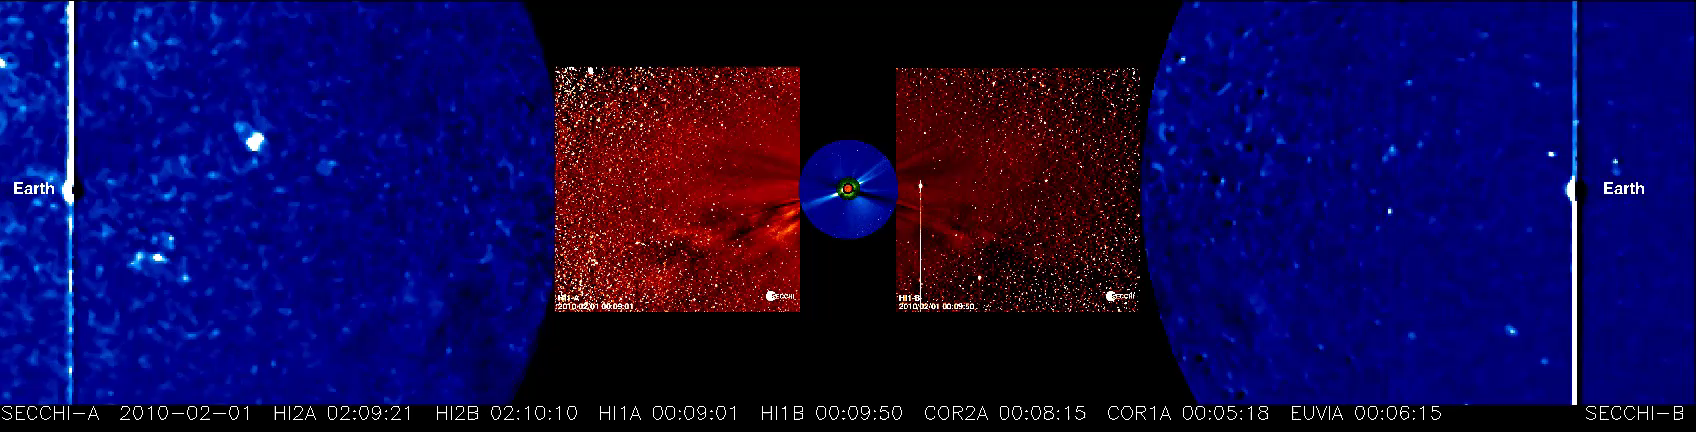 Earth
Earth
HI1-A
2010/02/01 00:09:01
SECCHI
HI1-B
2010/02/01 00:09:50
SECCHI
SECCHI-A 2010-02-01 HI2A 02:09:21 HI2B 02:10:10 HI1A 00:09:01 HI1B 00:09:50 COR2A 00:08:15 COR1A 00:05:18 EUVIA 00:06:15 SECCHI-B